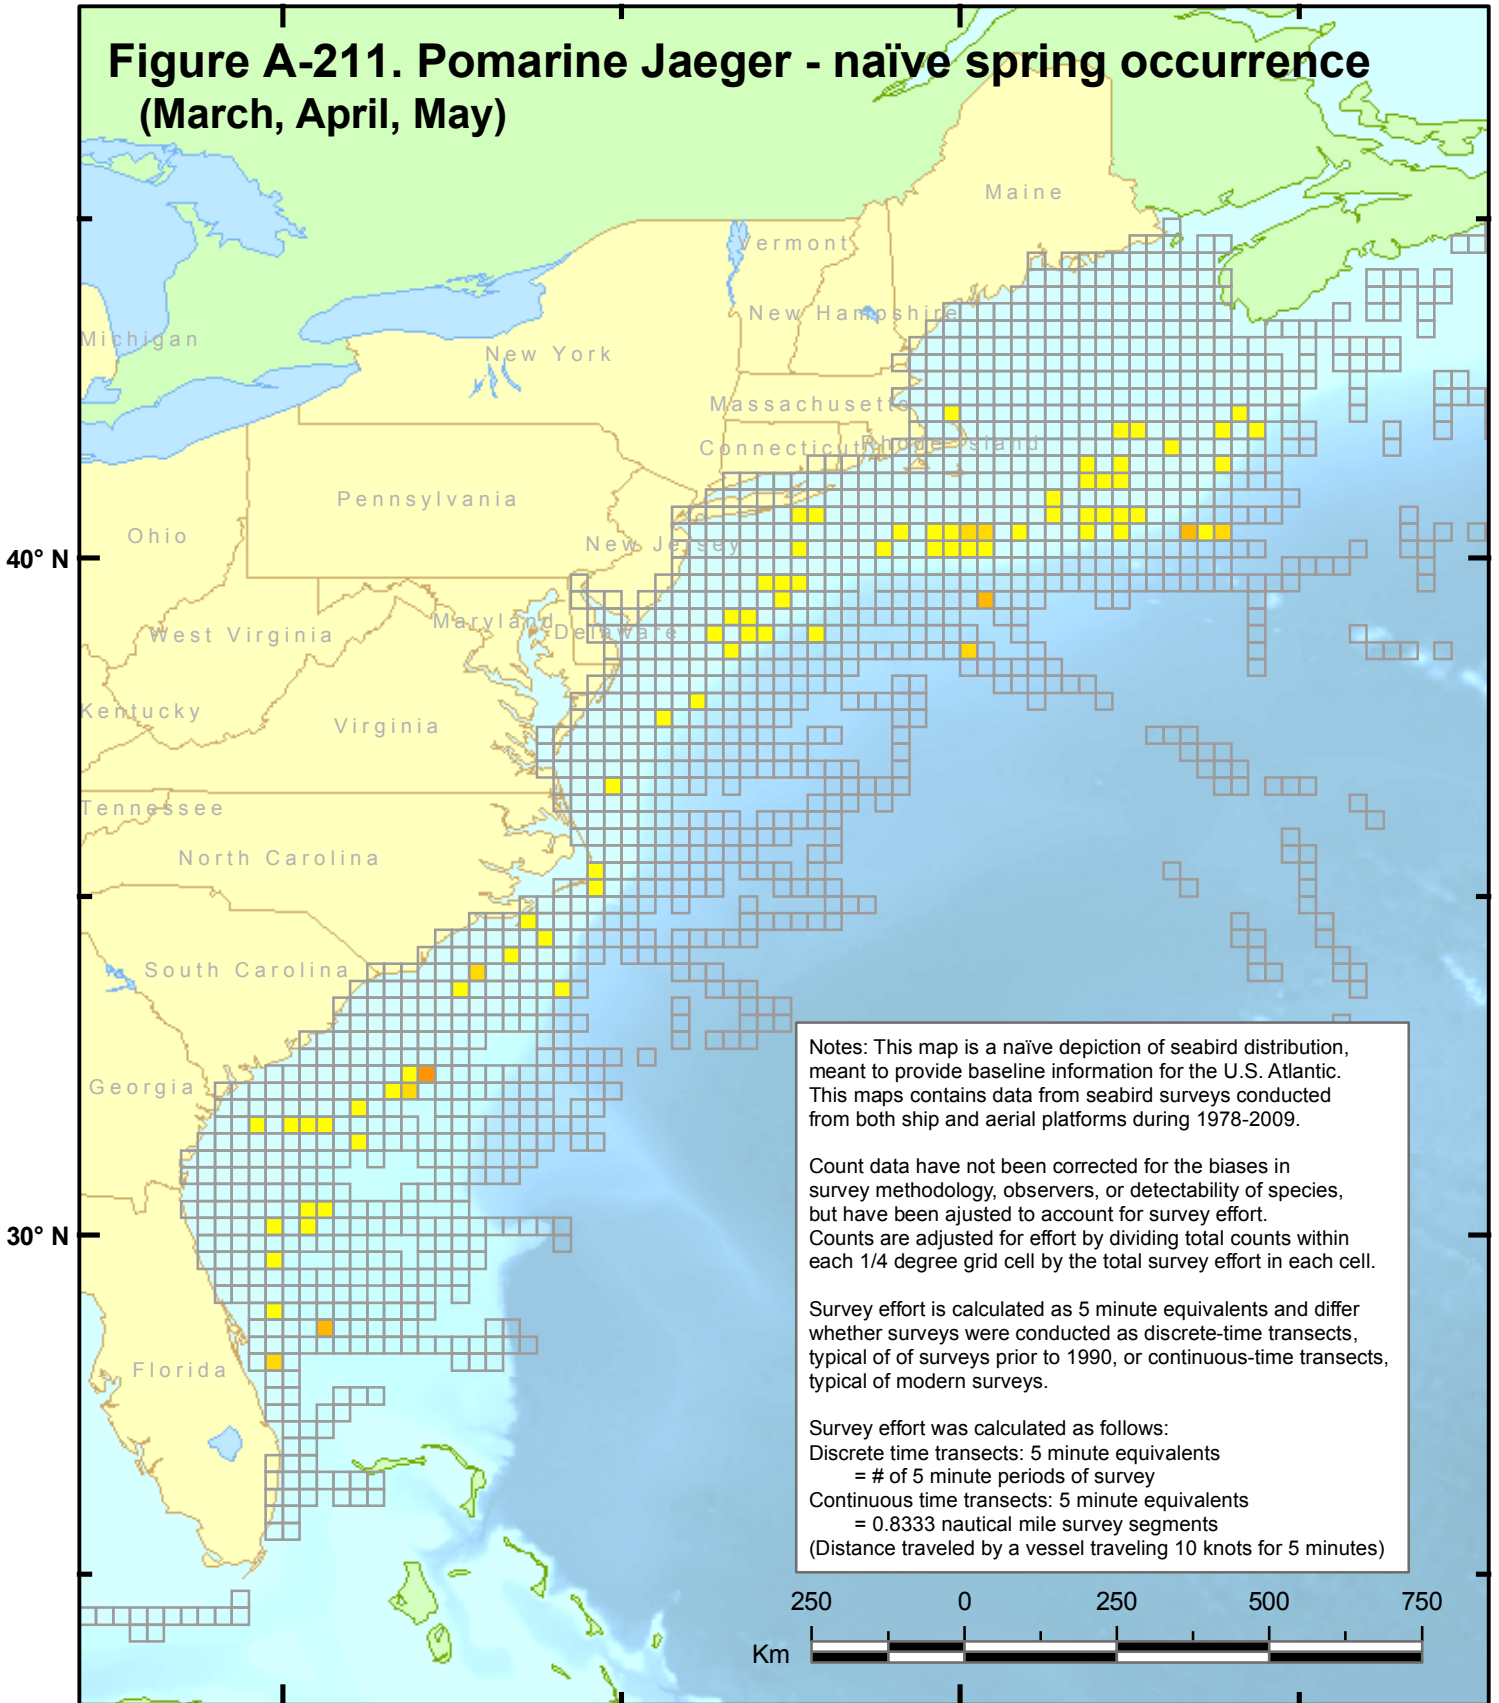 Figure A-211. Pomarine Jaeger - naïve spring occurrence
(March, April, May)
Maine
Vermont
New Hampshire
Michigan
New York
Massachusetts
Connecticut
Rhode Island
Pennsylvania
Ohio
New Jersey
40° N
Maryland
Delaware
West Virginia
Kentucky
Virginia
Tennessee
North Carolina
South Carolina
Georgia
30° N
Florida
Notes: This map is a naïve depiction of seabird distribution,
meant to provide baseline information for the U.S. Atlantic.
This maps contains data from seabird surveys conducted
from both ship and aerial platforms during 1978-2009.
Count data have not been corrected for the biases in
survey methodology, observers, or detectability of species,
but have been ajusted to account for survey effort.
Counts are adjusted for effort by dividing total counts within
each 1/4 degree grid cell by the total survey effort in each cell.
Survey effort is calculated as 5 minute equivalents and differ
whether surveys were conducted as discrete-time transects,
typical of of surveys prior to 1990, or continuous-time transects,
typical of modern surveys.
Survey effort was calculated as follows:
Discrete time transects: 5 minute equivalents
= # of 5 minute periods of survey
Continuous time transects: 5 minute equivalents
= 0.8333 nautical mile survey segments
(Distance traveled by a vessel traveling 10 knots for 5 minutes)
250 0 250 500 750
Km